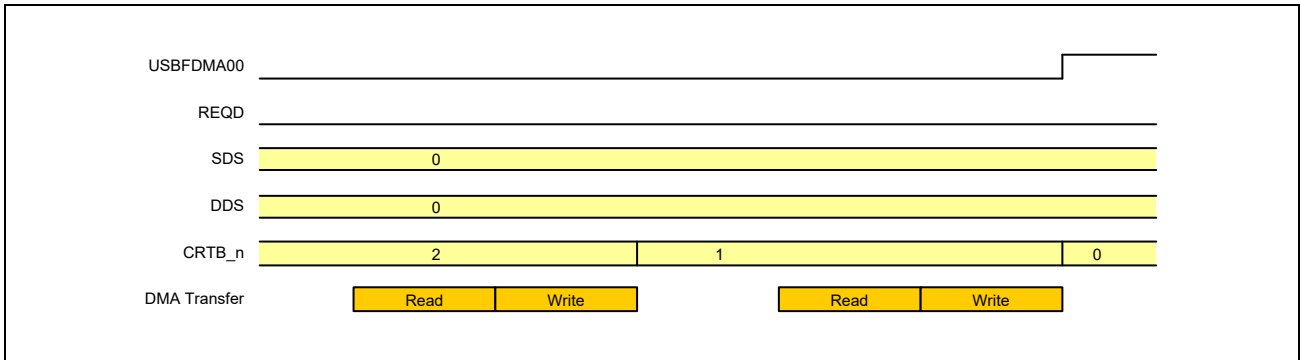 USBFDMA00
REQD
SDS 0
DDS 0
CRTB_n 2 1 0
DMA Transfer Read Write Read Write